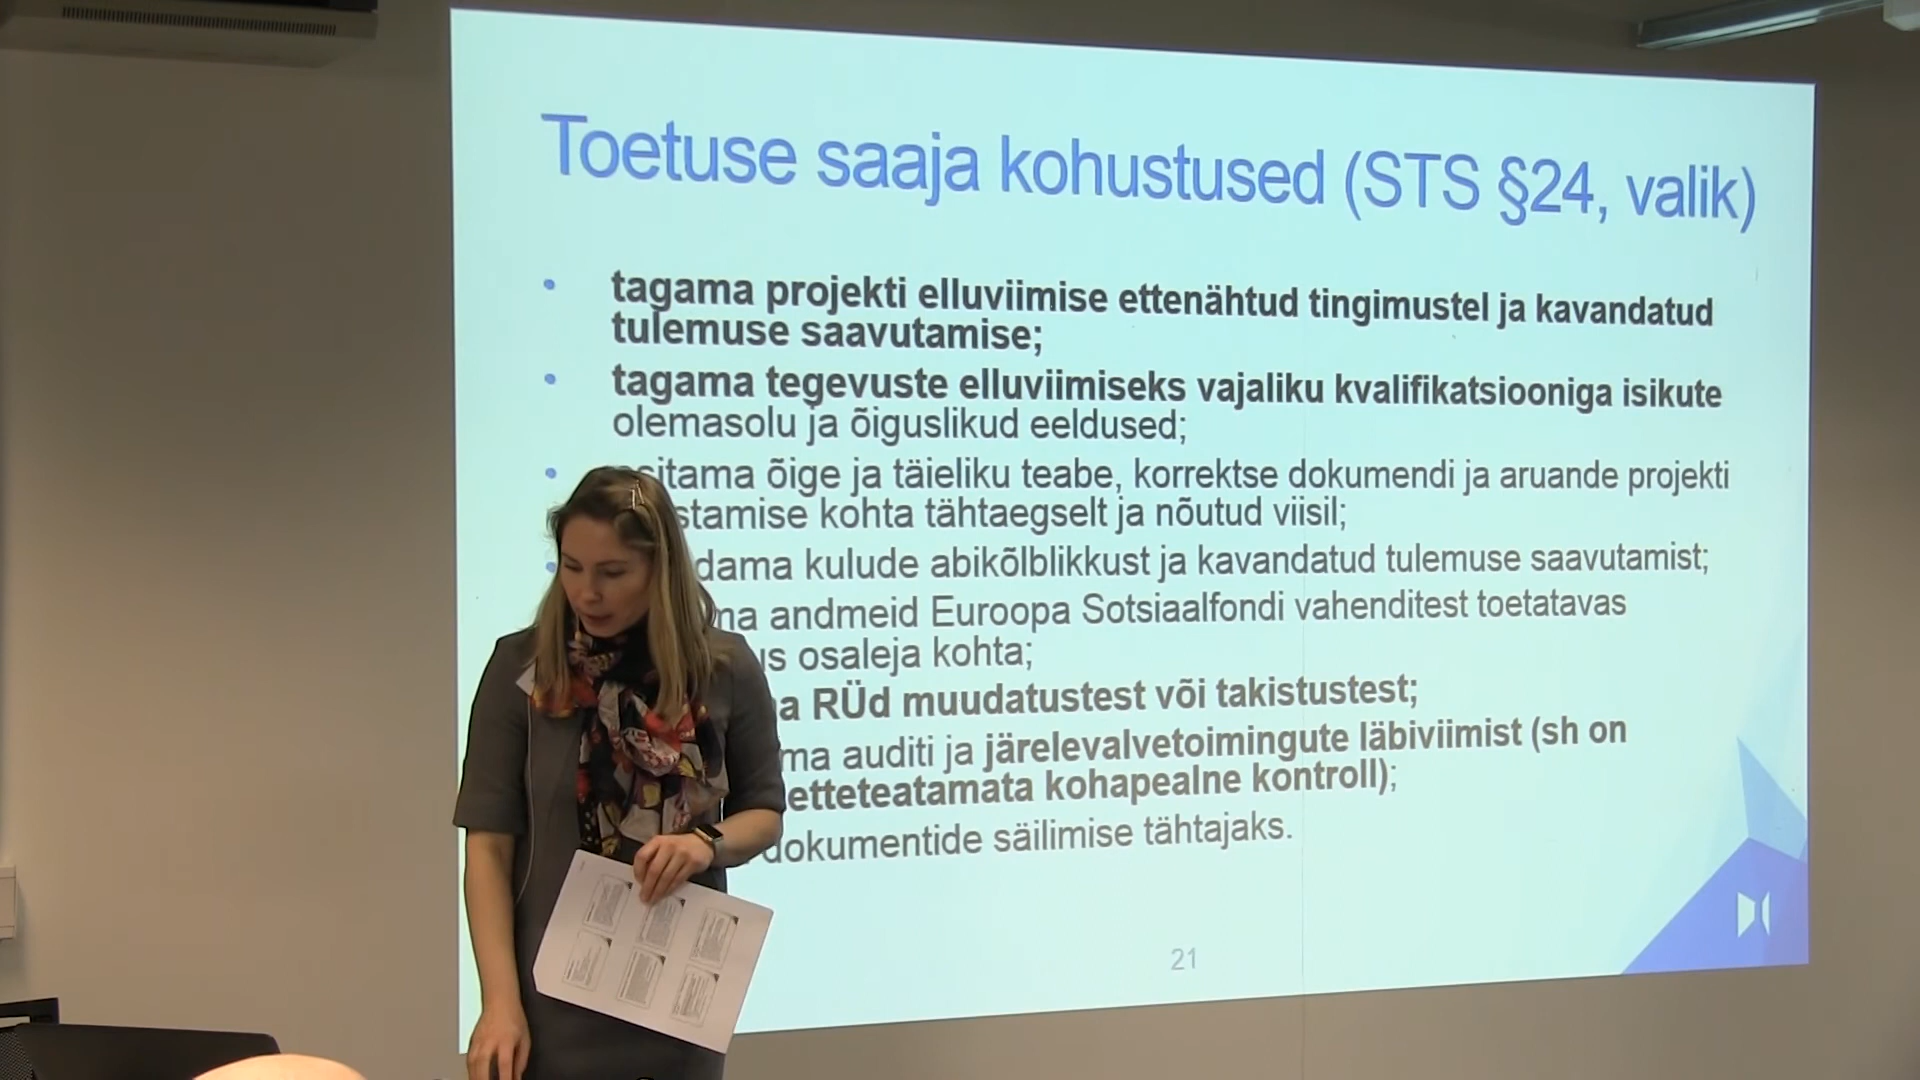 Toetuse saaja kohustused (STS §24, valik)
tagama projekti elluviimise ettenähtud tingimustel ja kavandatud
tulemuse saavutamise;
tagama tegevuste elluviimiseks vajaliku kvalifikatsiooniga isikute
olemasolu ja õiguslikud eeldused;
õige ja täieliku teabe, korrektse dokumendi ja aruande projekti
kohta tähtaegselt ja nõutud viisil;
kulude abikõlblikkust ja kavandatud tulemuse saavutamist;
andmeid Euroopa Sotsiaalfondi vahenditest toetatavas
osaleja kohta;
RÜd muudatustest või takistustest;
auditi ja järelevalvetoimingute läbiviimist (sh on
etteteatamata kohapealne kontroll);
dokumentide säilimise tähtajaks.
21